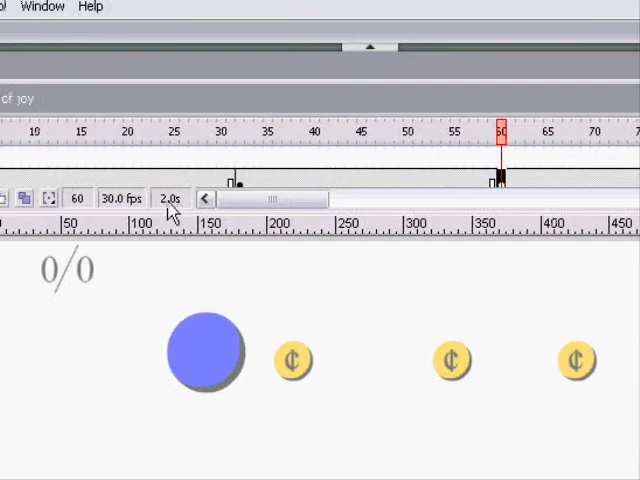 o! Window Help
of joy
10 15 20 25 30 35 40 45 50 55 60 65 70
60 30.0 fps 2.0s
50 100 150 200 250 300 350 400 450
0/0
¢ ¢ ¢